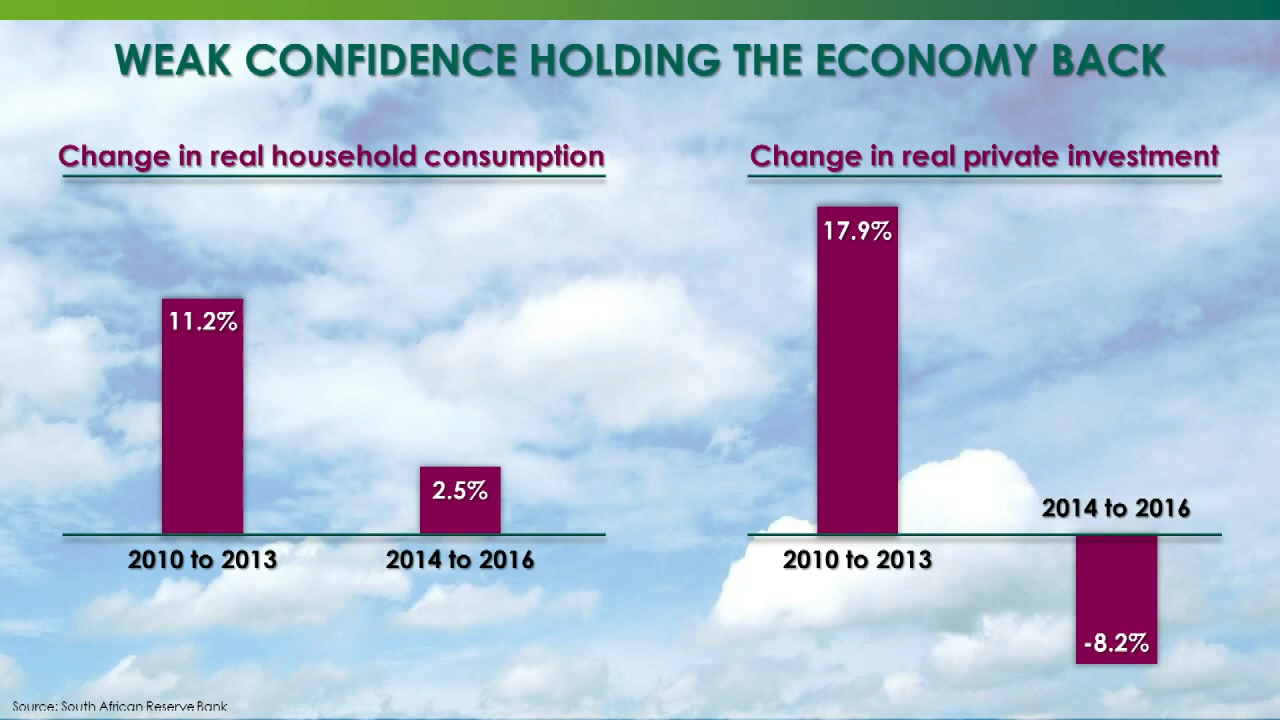 WEAK CONFIDENCE HOLDING THE ECONOMY BACK
Change in real household consumption
11.2%
2.5%
2010 to 2013
2014 to 2016
Change in real private investment
17.9%
2014 to 2016
2010 to 2013
-8.2%
Source: South African Reserve Bank